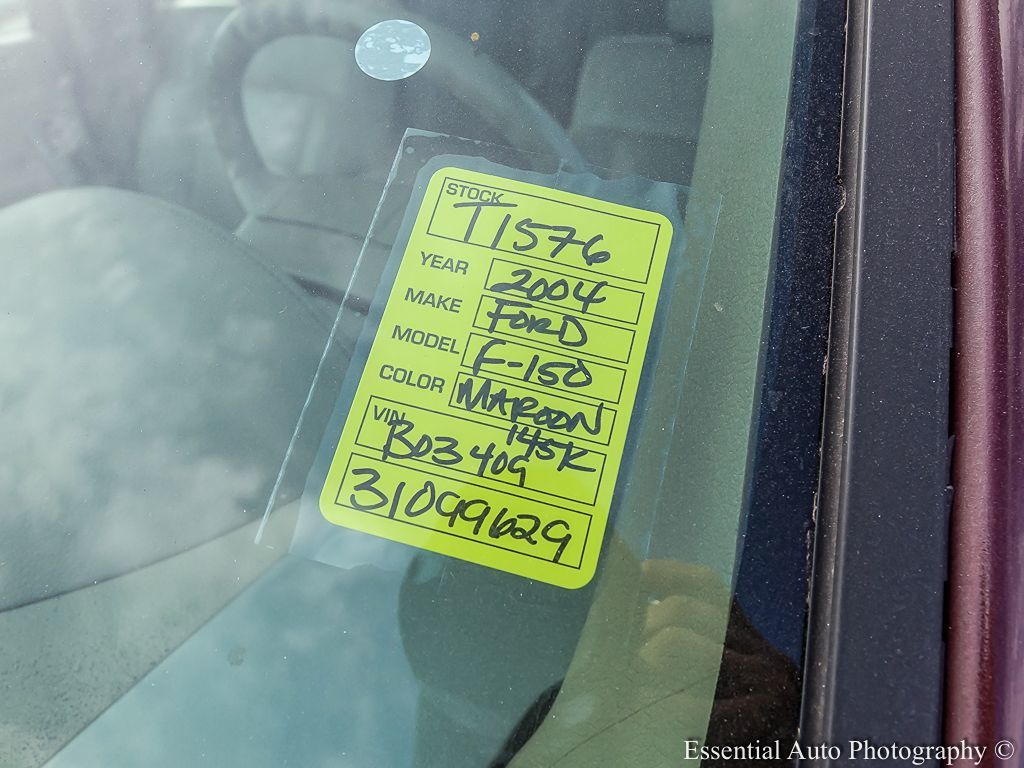 STOCK
T1576
YEAR 2004
MAKE FORD
MODEL F-150
COLOR MAROON
145K
VIN B03409
31099629
Essential Auto Photography ©